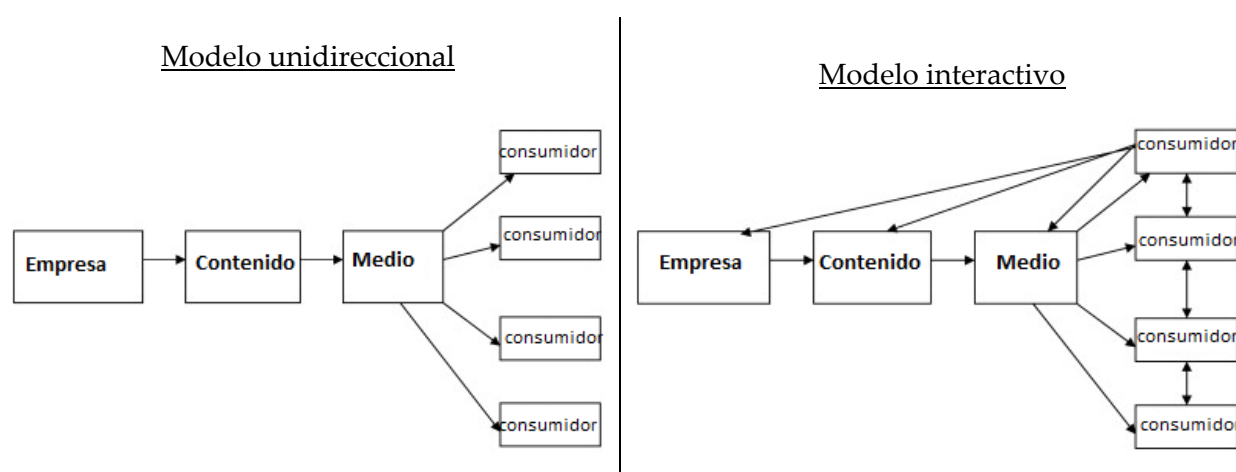 Modelo unidireccional
consumidor
consumidor
Empresa
Contenido
Medio
consumidor
consumidor
Modelo interactivo
consumidor
consumidor
Empresa
Contenido
Medio
consumidor
consumidor